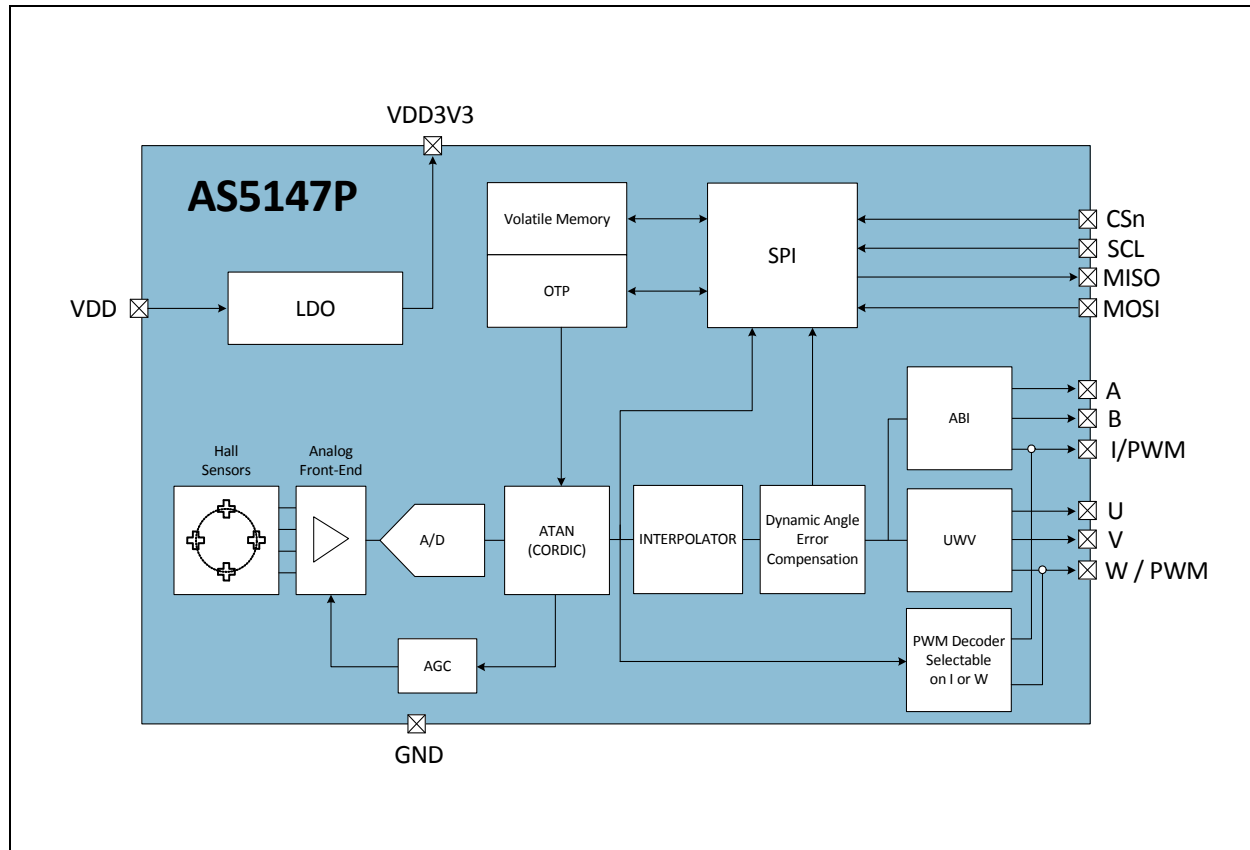 VDD3V3
AS5147P
Volatile Memory
OTP
SPI
CSn
SCL
MISO
MOSI
VDD
LDO
ABI
A
B
I/PWM
Hall
Sensors
Analog
Front-End
A/D
ATAN
(CORDIC)
INTERPOLATOR
Dynamic Angle
Error
Compensation
UWV
U
V
W / PWM
AGC
PWM Decoder
Selectable
on I or W
GND